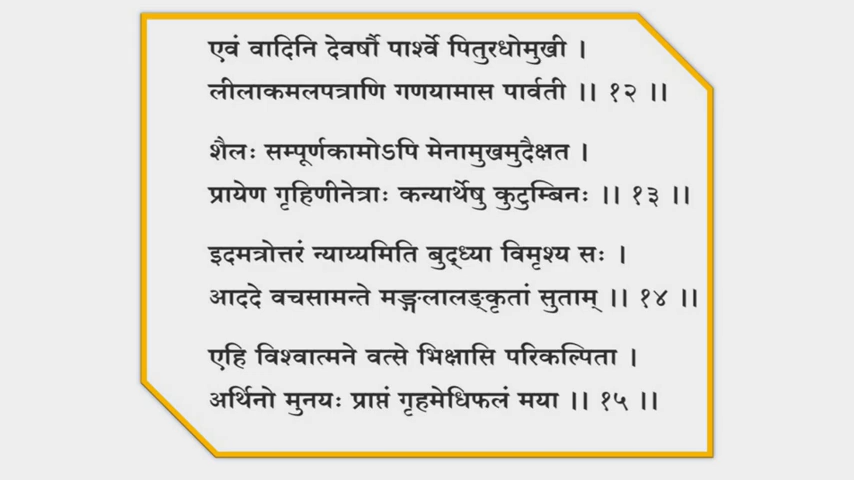 एवं वादिनि देवर्षौ पार्श्वे पितुरधोमुखी ।
लीलाकमलपत्राणि गणयामास पार्वती ।। १२ ।।
शैलः सम्पूर्णकामोऽपि मेनामुखमुदैक्षत ।
प्रायेण गृहिणीनेत्राः कन्यार्थेषु कुटुम्बिनः ।। १३ ।।
इदमत्रोत्तरं न्याय्यमिति बुद्ध्या विमृश्य सः ।
आददे वचसामन्ते मङ्गलालङ्कृतां सुताम् ।। १४ ।।
एहि विश्वात्मने वत्से भिक्षासि परिकल्पिता ।
अर्थिनो मुनयः प्राप्तं गृहमेधिफलं मया ।। १५ ।।